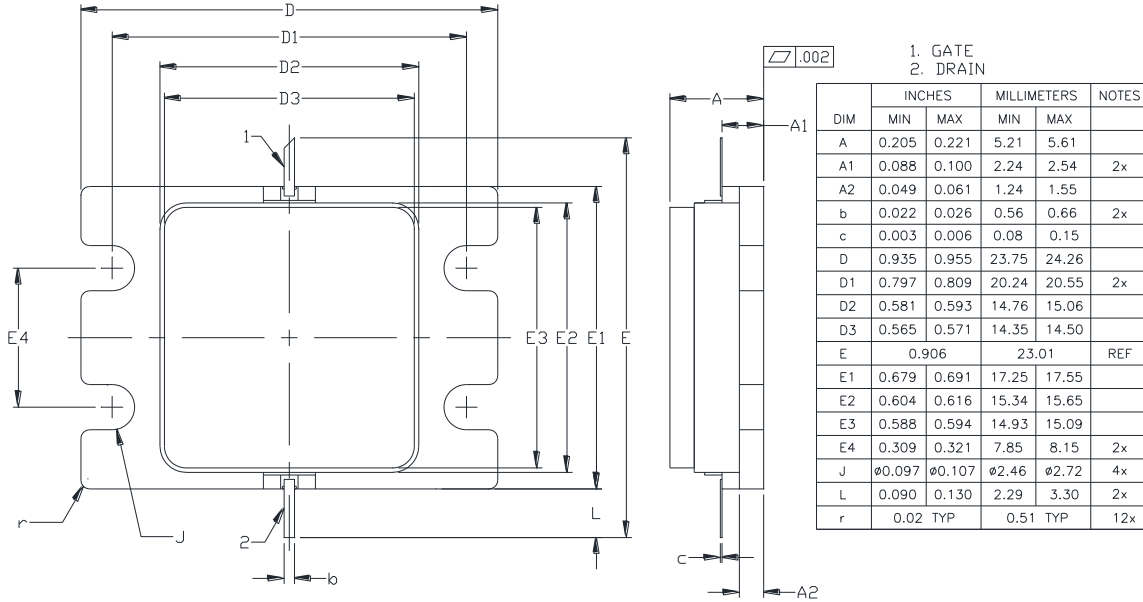 D
D1
D2
D3
1
E4
E3
E2
E1
E
L
r
J
2
b
.002
A
A1
c
A2
1. GATE
2. DRAIN
INCHES MILLIMETERS NOTES
DIM MIN MAX MIN MAX
A 0.205 0.221 5.21 5.61
A1 0.088 0.100 2.24 2.54 2x
A2 0.049 0.061 1.24 1.55
b 0.022 0.026 0.56 0.66 2x
c 0.003 0.006 0.08 0.15
D 0.935 0.955 23.75 24.26
D1 0.797 0.809 20.24 20.55 2x
D2 0.581 0.593 14.76 15.06
D3 0.565 0.571 14.35 14.50
E 0.906 23.01 REF
E1 0.679 0.691 17.25 17.55
E2 0.604 0.616 15.34 15.65
E3 0.588 0.594 14.93 15.09
E4 0.309 0.321 7.85 8.15 2x
J ø0.097 ø0.107 ø2.46 ø2.72 4x
L 0.090 0.130 2.29 3.30 2x
r 0.02 TYP 0.51 TYP 12x